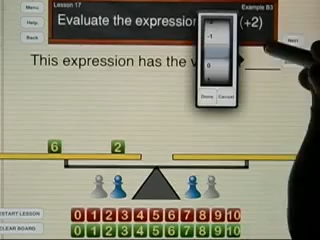 Menu
Lesson 17
Example B3
Evaluate the expression (+2)
Help
Back
Next
-1
0
This expression has the v
Done
Cancel
6 2
RESTART LESSON
0 1 2 3 4 5 6 7 8 9 10
CLEAR BOARD
0 1 2 3 4 5 6 7 8 9 10